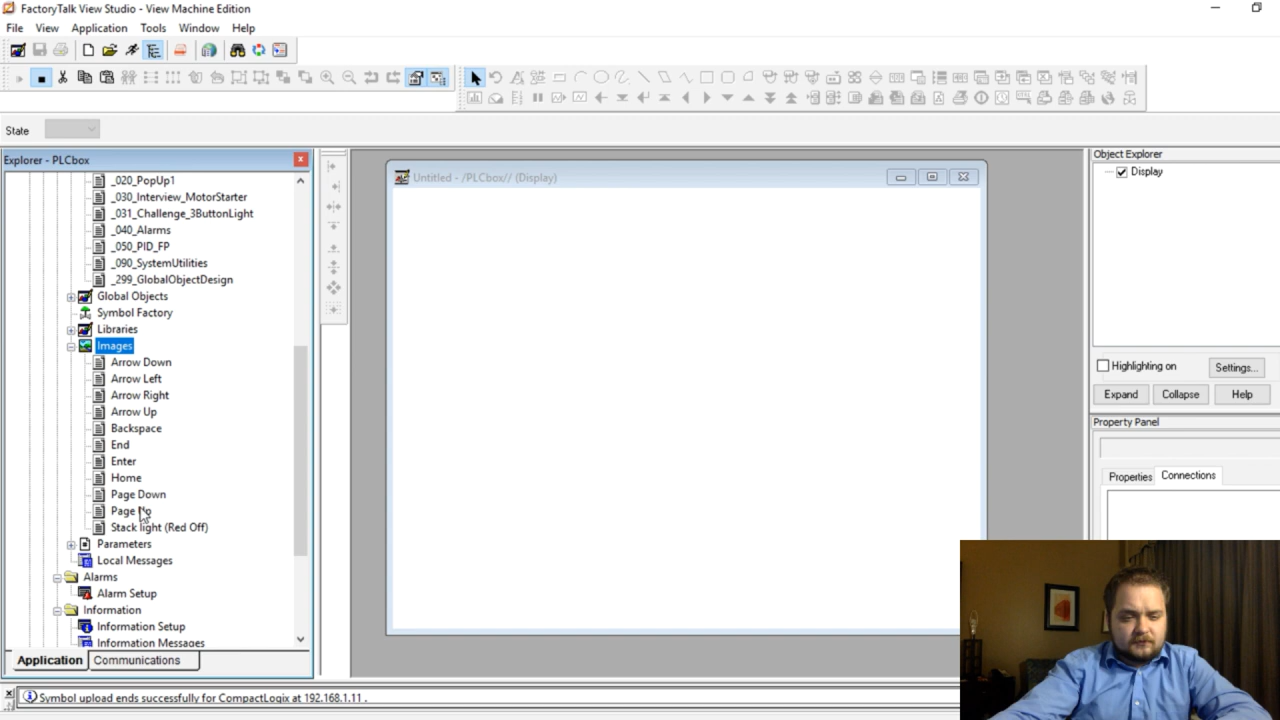 FactoryTalk View Studio - View Machine Edition
File View Application Tools Window Help
State
Explorer - PLCbox
_020_PopUp1
_030_Interview_MotorStarter
_031_Challenge_3ButtonLight
_040_Alarms
_050_PID_FP
_090_SystemUtilities
_299_GlobalObjectDesign
Global Objects
Symbol Factory
Libraries
Images
Arrow Down
Arrow Left
Arrow Right
Arrow Up
Backspace
End
Enter
Home
Page Down
Page Up
Stack light (Red Off)
Parameters
Local Messages
Alarms
Alarm Setup
Information
Information Setup
Information Messages
Application Communications
Untitled - /PLCbox// (Display)
Object Explorer
Display
Highlighting on Settings...
Expand Collapse Help
Property Panel
Properties Connections
Symbol upload ends successfully for CompactLogix at 192.168.1.11 .